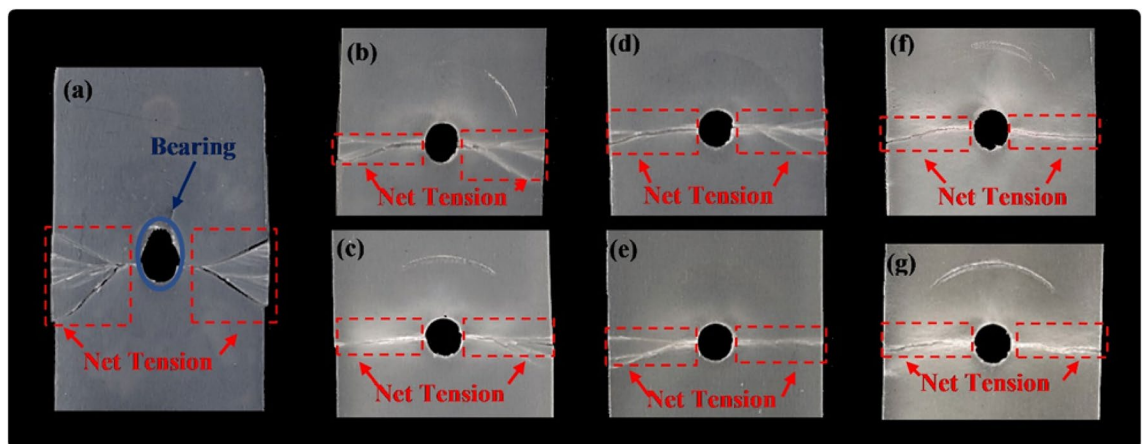 (a)
Bearing
Net Tension
(b)
Net Tension
(c)
Net Tension
(d)
Net Tension
(e)
Net Tension
(f)
Net Tension
(g)
Net Tension